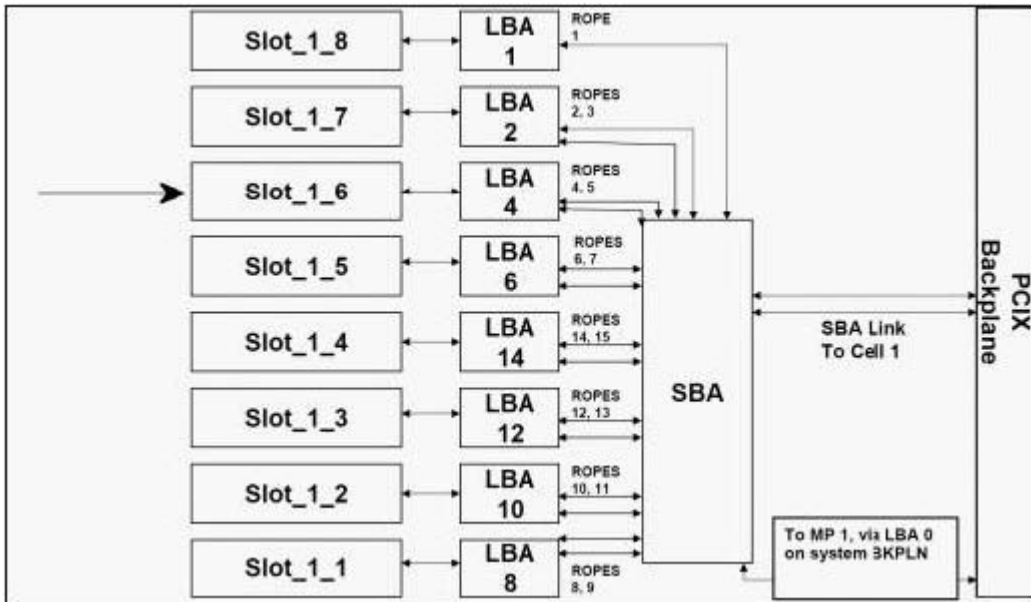 Slot_1_8
LBA
1
ROPE
1
Slot_1_7
LBA
2
ROPES
2, 3
Slot_1_6
LBA
4
ROPES
4, 5
Slot_1_5
LBA
6
ROPES
6, 7
Slot_1_4
LBA
14
ROPES
14, 15
Slot_1_3
LBA
12
ROPES
12, 13
Slot_1_2
LBA
10
ROPES
10, 11
Slot_1_1
LBA
8
ROPES
8, 9
SBA
SBA Link
To Cell 1
To MP 1, via LBA 0
on system BKPLN
PCIX
Backplane